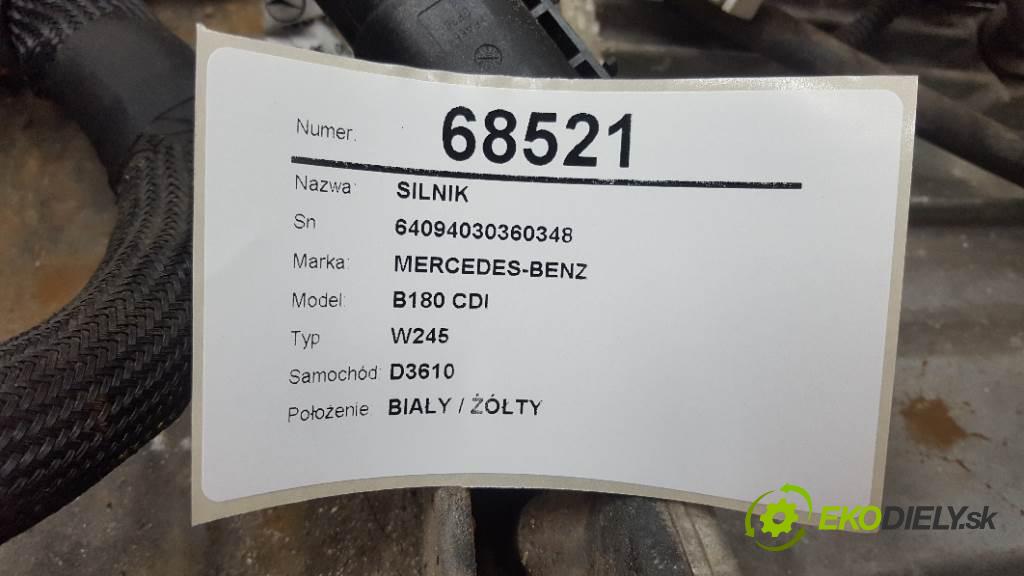 Numer: 68521
Nazwa: SILNIK
Sn 64094030360348
Marka: MERCEDES-BENZ
Model: B180 CDI
Typ W245
Samochód: D3610
Położenie BIALY / ŻÓŁTY
EKODIELY.sk